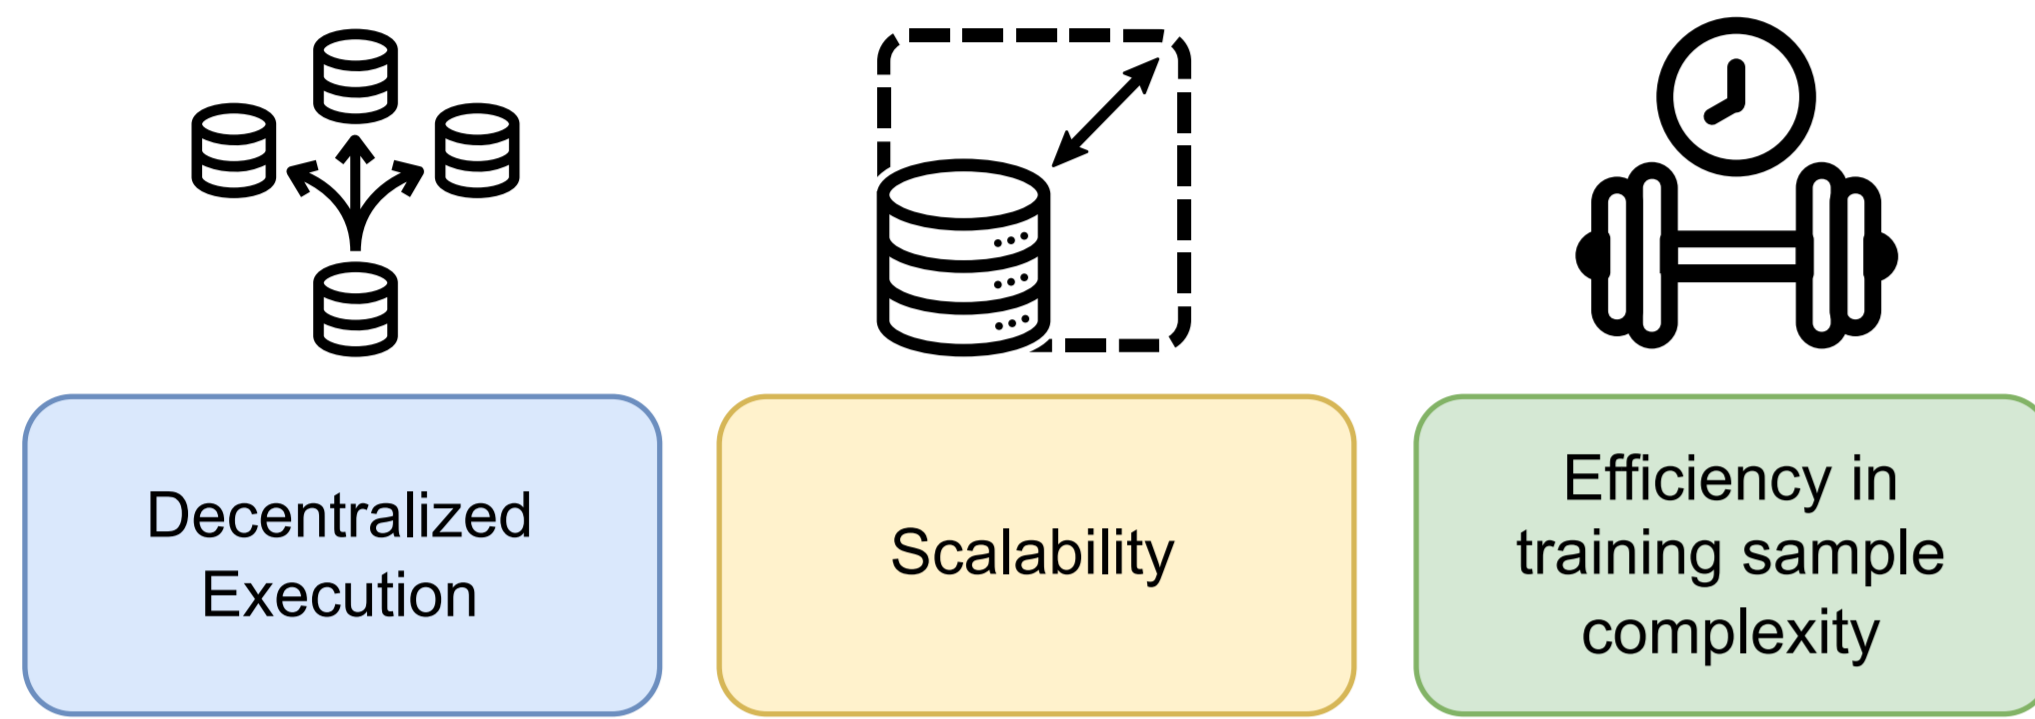 Decentralized
Execution
Scalability
Efficiency in
training sample
complexity